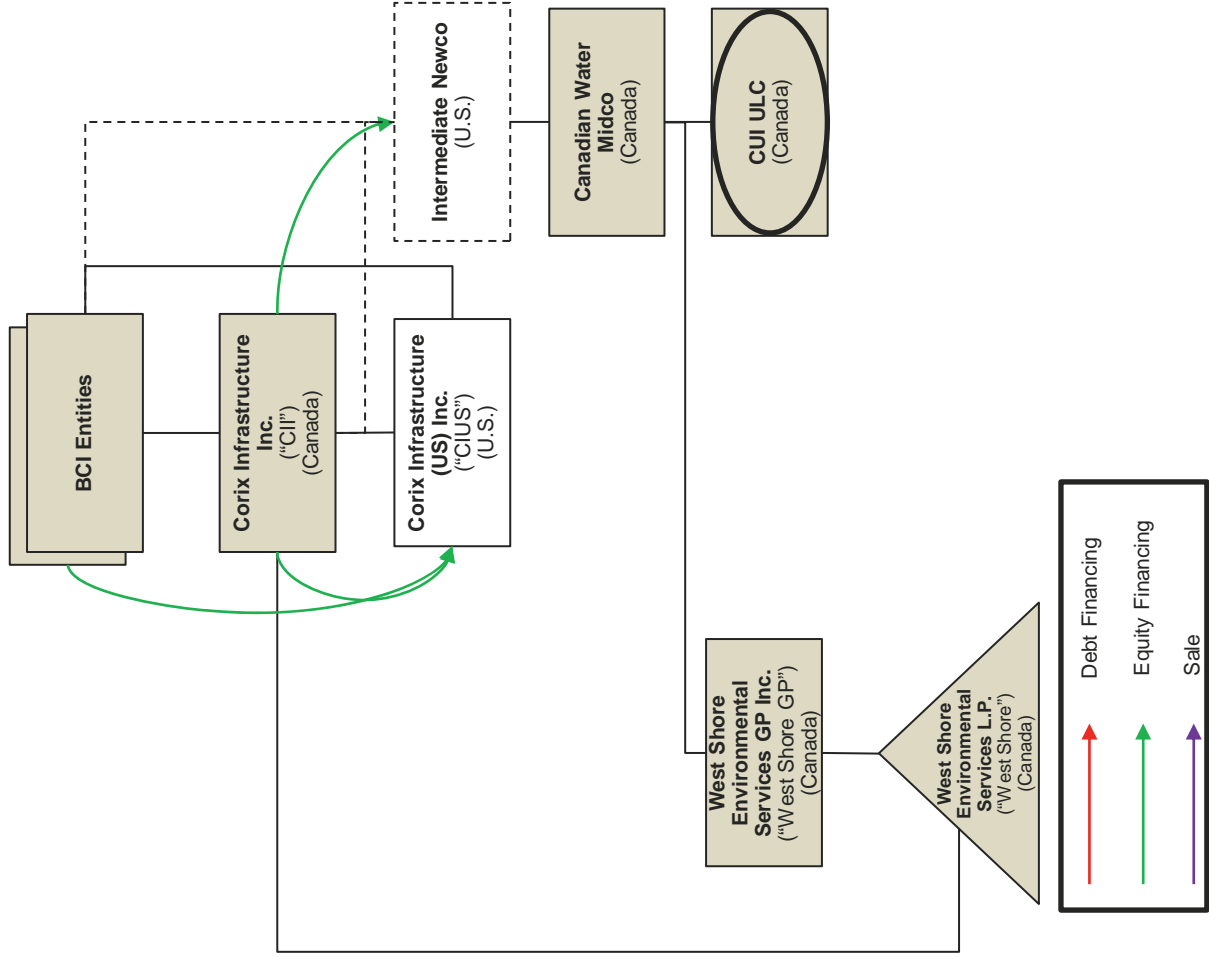 BCI Entities
Corix Infrastructure
Inc.
(“CII”)
(Canada)
Corix Infrastructure
(US) Inc.
(“CIUS”)
(U.S.)
Intermediate Newco
(U.S.)
Canadian Water
Midco
(Canada)
CUI ULC
(Canada)
West Shore
Environmental
Services GP Inc.
(“West Shore GP”)
(Canada)
West Shore
Environmental
Services L.P.
(“West Shore”)
(Canada)
Debt Financing
Equity Financing
Sale